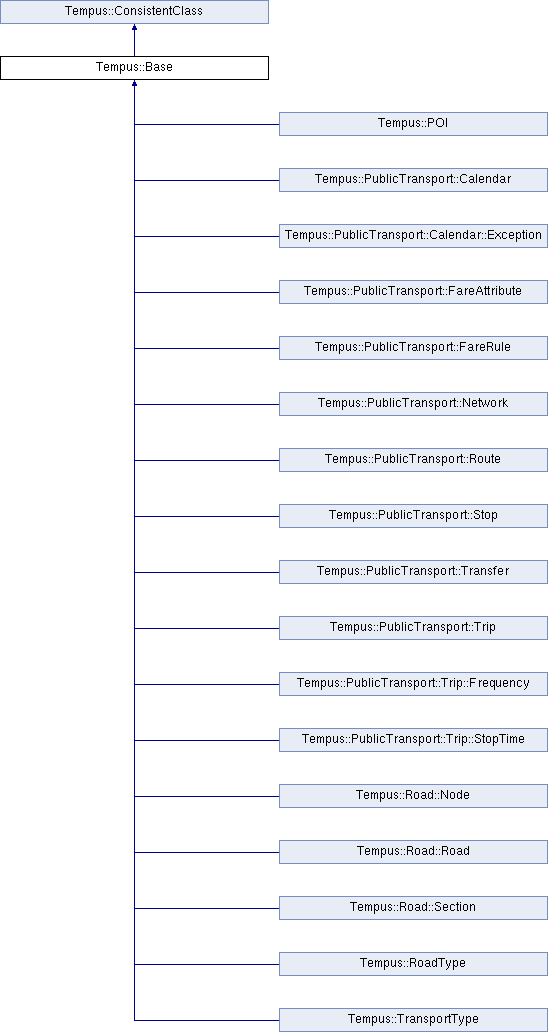 Tempus::ConsistentClass
Tempus::Base
Tempus::POI
Tempus::PublicTransport::Calendar
Tempus::PublicTransport::Calendar::Exception
Tempus::PublicTransport::FareAttribute
Tempus::PublicTransport::FareRule
Tempus::PublicTransport::Network
Tempus::PublicTransport::Route
Tempus::PublicTransport::Stop
Tempus::PublicTransport::Transfer
Tempus::PublicTransport::Trip
Tempus::PublicTransport::Trip::Frequency
Tempus::PublicTransport::Trip::StopTime
Tempus::Road::Node
Tempus::Road::Road
Tempus::Road::Section
Tempus::RoadType
Tempus::TransportType